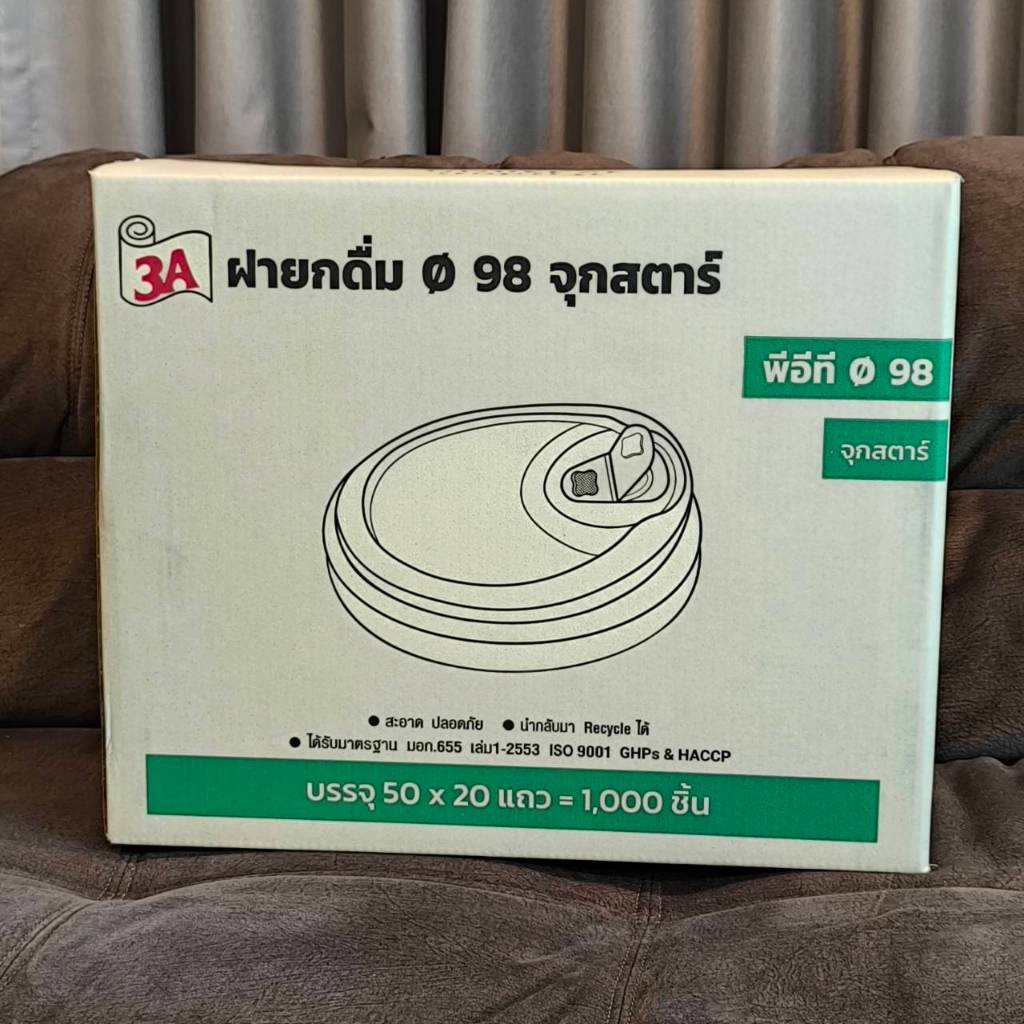 3A ฝายกดื่ม Ø 98 จุกสตาร์
พีอีที Ø 98
จุกสตาร์
● สะอาด ปลอดภัย ● นำกลับมา Recycle ได้
● ได้รับมาตรฐาน มอก.655 เล่ม1-2553 ISO 9001 GHPs & HACCP
บรรจุ 50 x 20 แถว = 1,000 ชิ้น